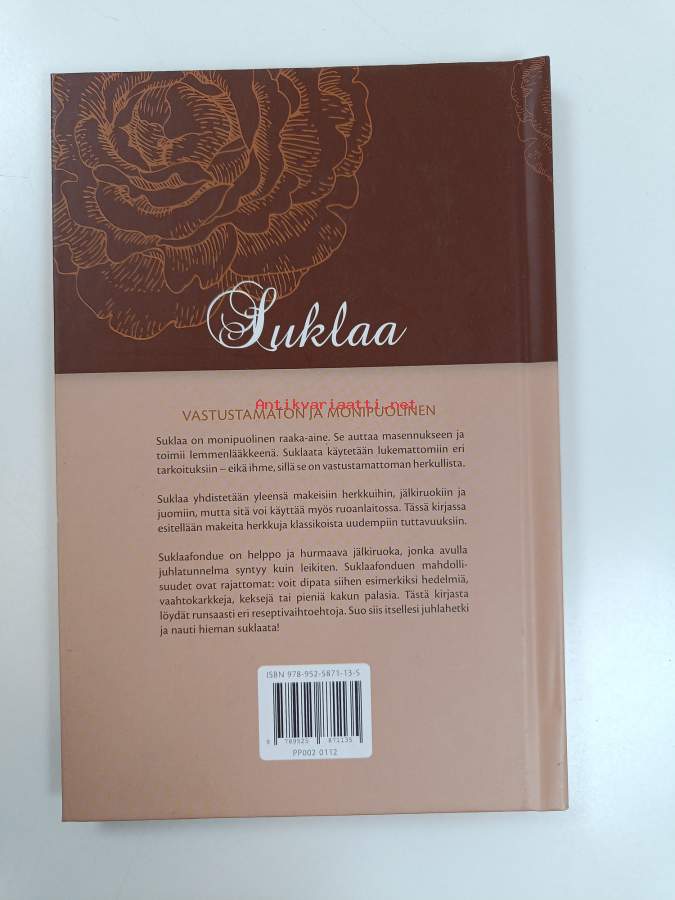 Suklaa
Antikvariaatti.net
VASTUSTAMATON JA MONIPUOLINEN
Suklaa on monipuolinen raaka-aine. Se auttaa masennukseen ja
toimii lemmenlääkkeenä. Suklaata käytetään lukemattomiin eri
tarkoituksiin – eikä ihme, sillä se on vastustamattoman herkullista.
Suklaa yhdistetään yleensä makeisiin herkkuihin, jälkiruokiin ja
juomiin, mutta sitä voi käyttää myös ruoanlaitossa. Tässä kirjassa
esitellään makeita herkkuja klassikoista uudempiin tuttavuuksiin.
Suklaafondue on helppo ja hurmaava jälkiruoka, jonka avulla
juhlatunnelma syntyy kuin leikiten. Suklaafonduen mahdolli-
suudet ovat rajattomat: voit dipata siihen esimerkiksi hedelmiä,
vaahtokarkkeja, keksejä tai pieniä kakun palasia. Tästä kirjasta
löydät runsaasti eri reseptivaihtoehtoja. Suo siis itsellesi juhlahetki
ja nauti hieman suklaata!
ISBN 978-952-5871-13-5
9 789525 871135
PP002 0112